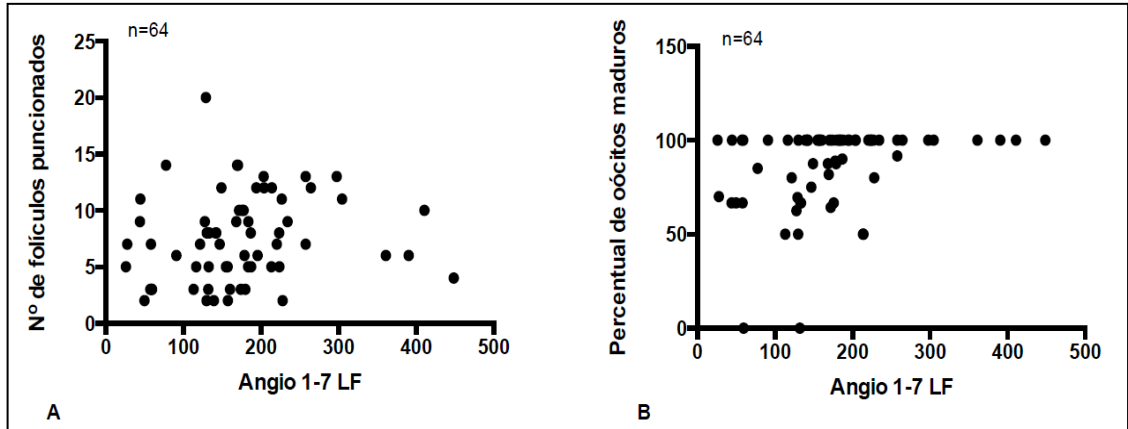 n=64
Nº de folículos puncionados
25
20
15
10
5
0
0 100 200 300 400 500
Angio 1-7 LF
A
n=64
Percentual de oócitos maduros
150
100
50
0
0 100 200 300 400 500
Angio 1-7 LF
B